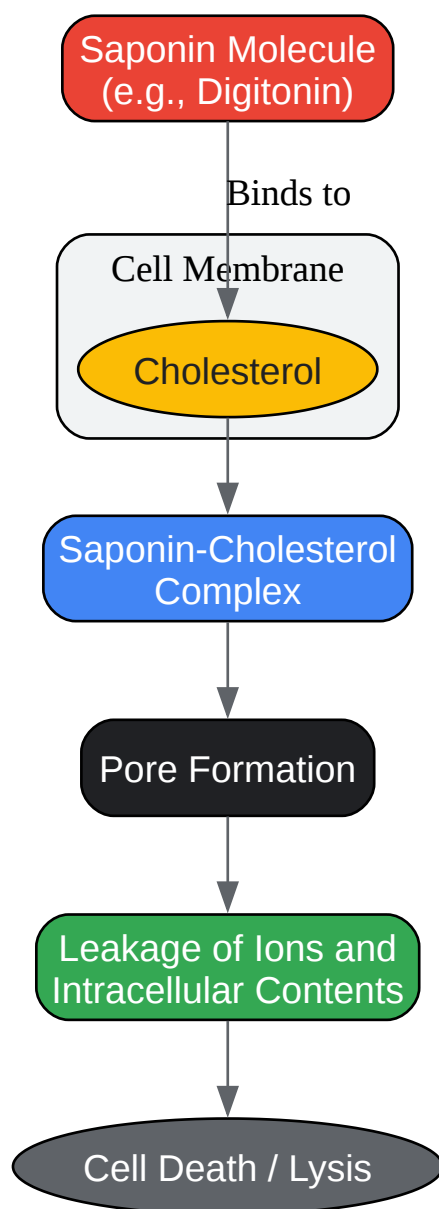 Saponin Molecule
(e.g., Digitonin)
Binds to
Cell Membrane
Cholesterol
Saponin-Cholesterol
Complex
Pore Formation
Leakage of Ions and
Intracellular Contents
Cell Death / Lysis